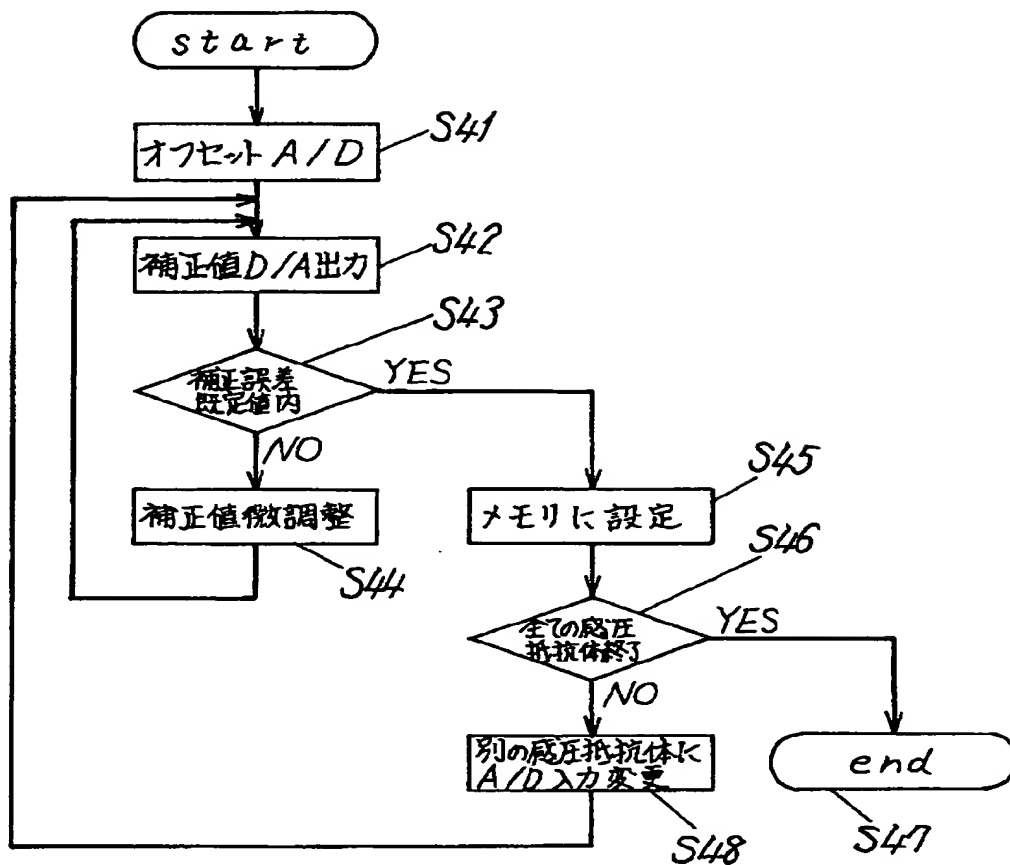 start
オフセット A/D
S41
補正値D/A出力
S42
補正誤差
既定値内
S43
YES
NO
補正値微調整
S44
メモリに設定
S45
全ての感圧
抵抗体終了
S46
YES
NO
別の感圧抵抗体に
A/D入力変更
S48
end
S47